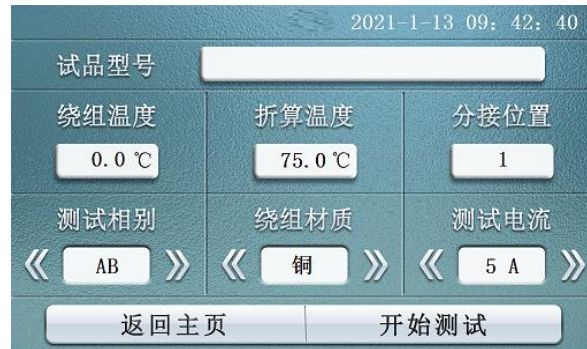 2021-1-13 09: 42: 40
试品型号
绕组温度 折算温度 分接位置
0.0 ℃ 75.0 ℃ 1
测试相别 绕组材质 测试电流
《 AB 》 《 铜 》 《 5 A 》
返回主页 开始测试